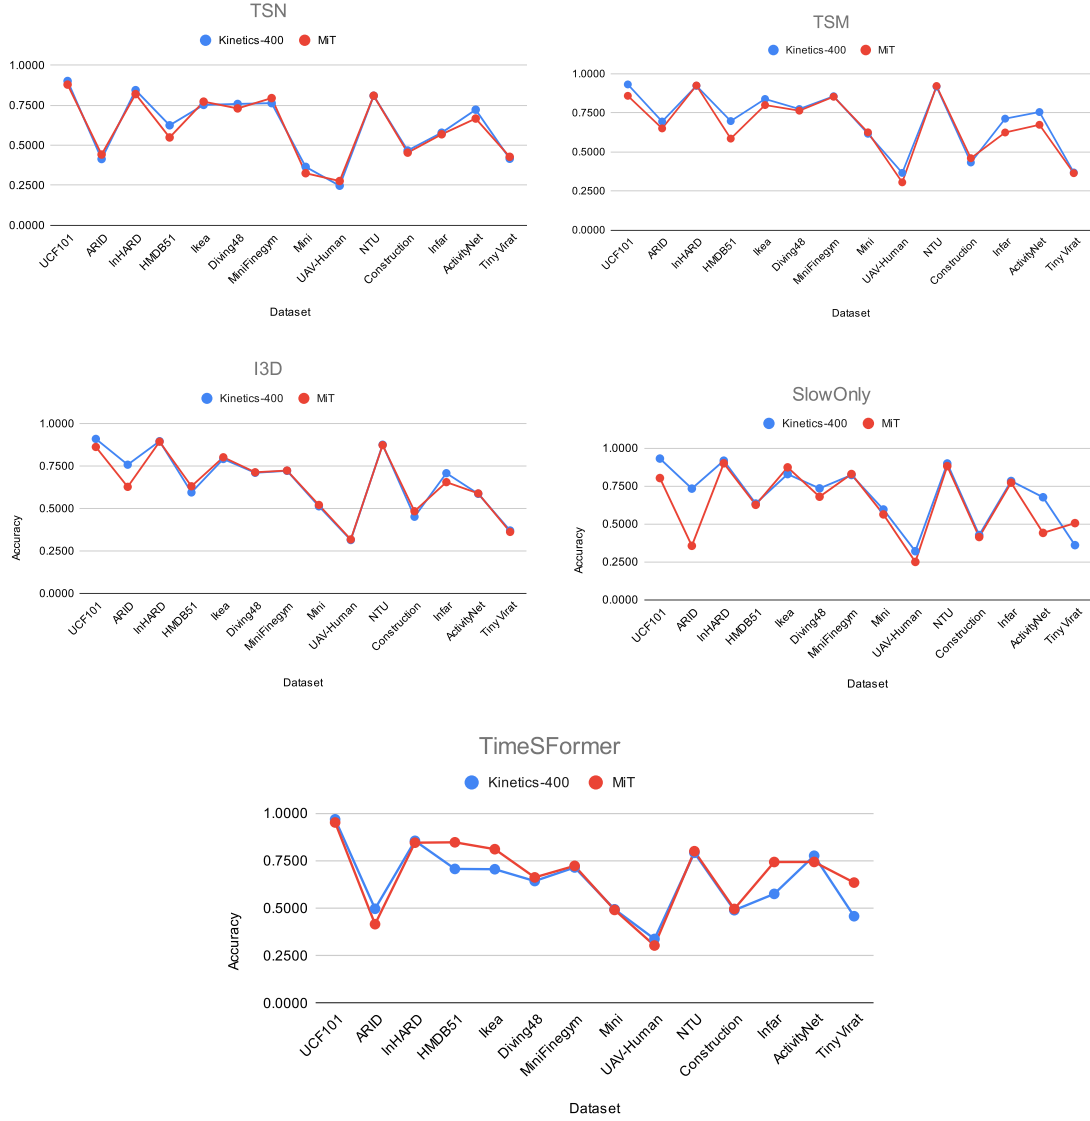 TSN
Kinetics-400 MiT
1.0000
0.7500
0.5000
0.2500
0.0000
UCF101 ARID InHARD HMDB51 Ikea Diving48 MiniFinegym Mini UAV-Human NTU Construction Infar ActivityNet Tiny Virat
Dataset
TSM
Kinetics-400 MiT
1.0000
0.7500
0.5000
0.2500
0.0000
UCF101 ARID InHARD HMDB51 Ikea Diving48 MiniFinegym Mini UAV-Human NTU Construction Infar ActivityNet Tiny Virat
Dataset
I3D
Kinetics-400 MiT
1.0000
0.7500
0.5000
0.2500
0.0000
Accuracy
UCF101 ARID InHARD HMDB51 Ikea Diving48 MiniFinegym Mini UAV-Human NTU Construction Infar ActivityNet Tiny Virat
Dataset
SlowOnly
Kinetics-400 MiT
1.0000
0.7500
0.5000
0.2500
0.0000
Accuracy
UCF101 ARID InHARD HMDB51 Ikea Diving48 MiniFinegym Mini UAV-Human NTU Construction Infar ActivityNet Tiny Virat
Dataset
TimeSFormer
Kinetics-400 MiT
1.0000
0.7500
0.5000
0.2500
0.0000
Accuracy
UCF101 ARID InHARD HMDB51 Ikea Diving48 MiniFinegym Mini UAV-Human NTU Construction Infar ActivityNet Tiny Virat
Dataset